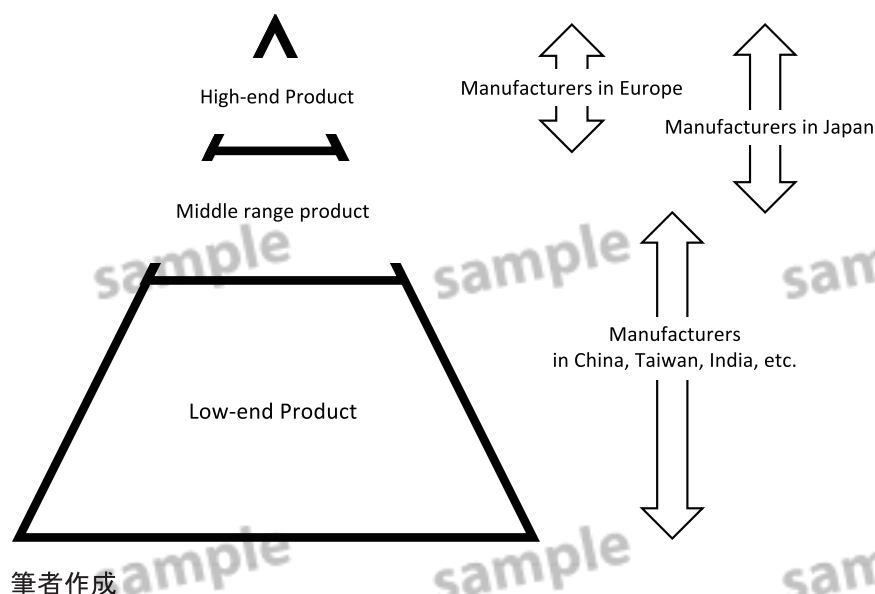 High-end Product
Manufacturers in Europe
Manufacturers in Japan
Middle range product
sample
sample
sam
Manufacturers
in China, Taiwan, India, etc.
Low-end Product
sample
sample
sam
筆者作成